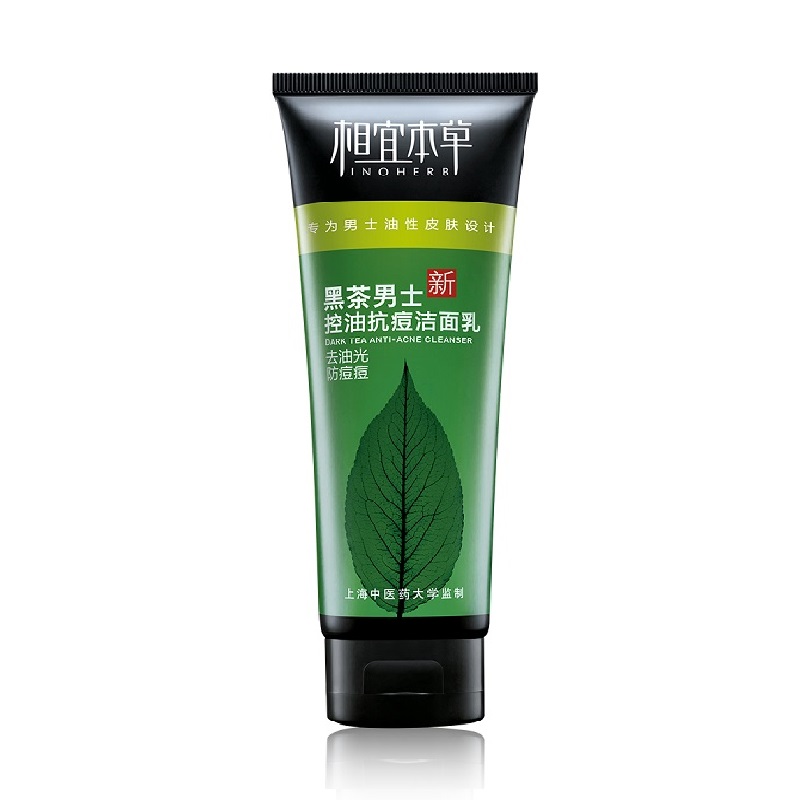 相宜本草
INOHERB
专为男士油性皮肤设计
新
黑茶男士
控油抗痘洁面乳
DARK TEA ANTI-ACNE CLEANSER
去油光
防痘痘
上海中医药大学监制